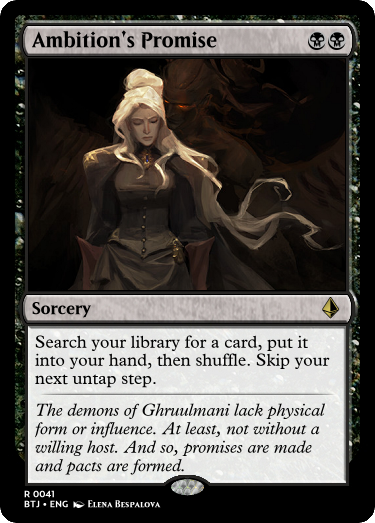 Ambition's Promise
Sorcery
Search your library for a card, put it
into your hand, then shuffle. Skip your
next untap step.
The demons of Ghruulmani lack physical
form or influence. At least, not without a
willing host. And so, promises are made
and pacts are formed.
R 0041
BTJ • ENG Elena Bespalova